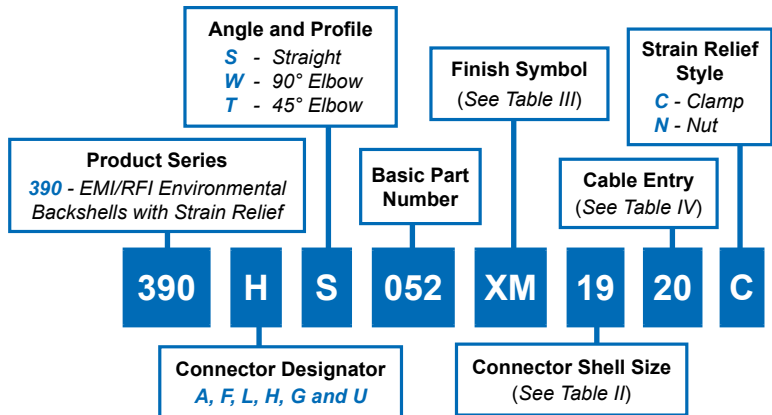 Angle and Profile
S - Straight
W - 90° Elbow
T - 45° Elbow
Finish Symbol
(See Table III)
Strain Relief
Style
C - Clamp
N - Nut
Product Series
390 - EMI/RFI Environmental
Backshells with Strain Relief
Basic Part
Number
Cable Entry
(See Table IV)
390 H S 052 XM 19 20 C
Connector Designator
A, F, L, H, G and U
Connector Shell Size
(See Table II)